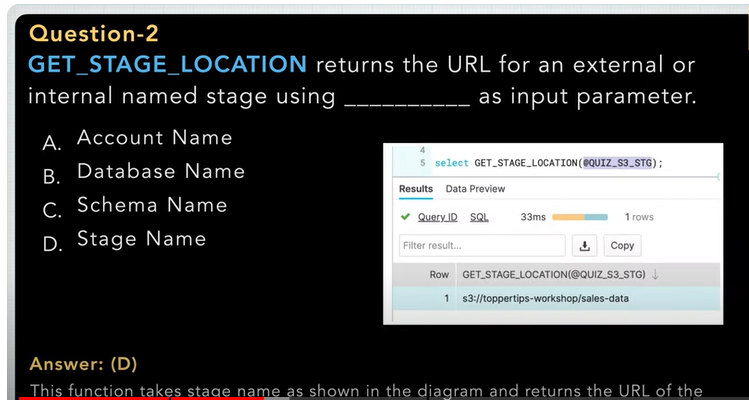 Question-2
GET_STAGE_LOCATION returns the URL for an external or
internal named stage using __________ as input parameter.
A. Account Name
B. Database Name
C. Schema Name
D. Stage Name
4
5 select GET_STAGE_LOCATION(@QUIZ_S3_STG);
Results Data Preview
✓ Query ID SQL 33ms 1 rows
Filter result... Copy
Row GET_STAGE_LOCATION(@QUIZ_S3_STG) ↓
1 s3://toppertips-workshop/sales-data
Answer: (D)
This function takes stage name as shown in the diagram and returns the URL of the